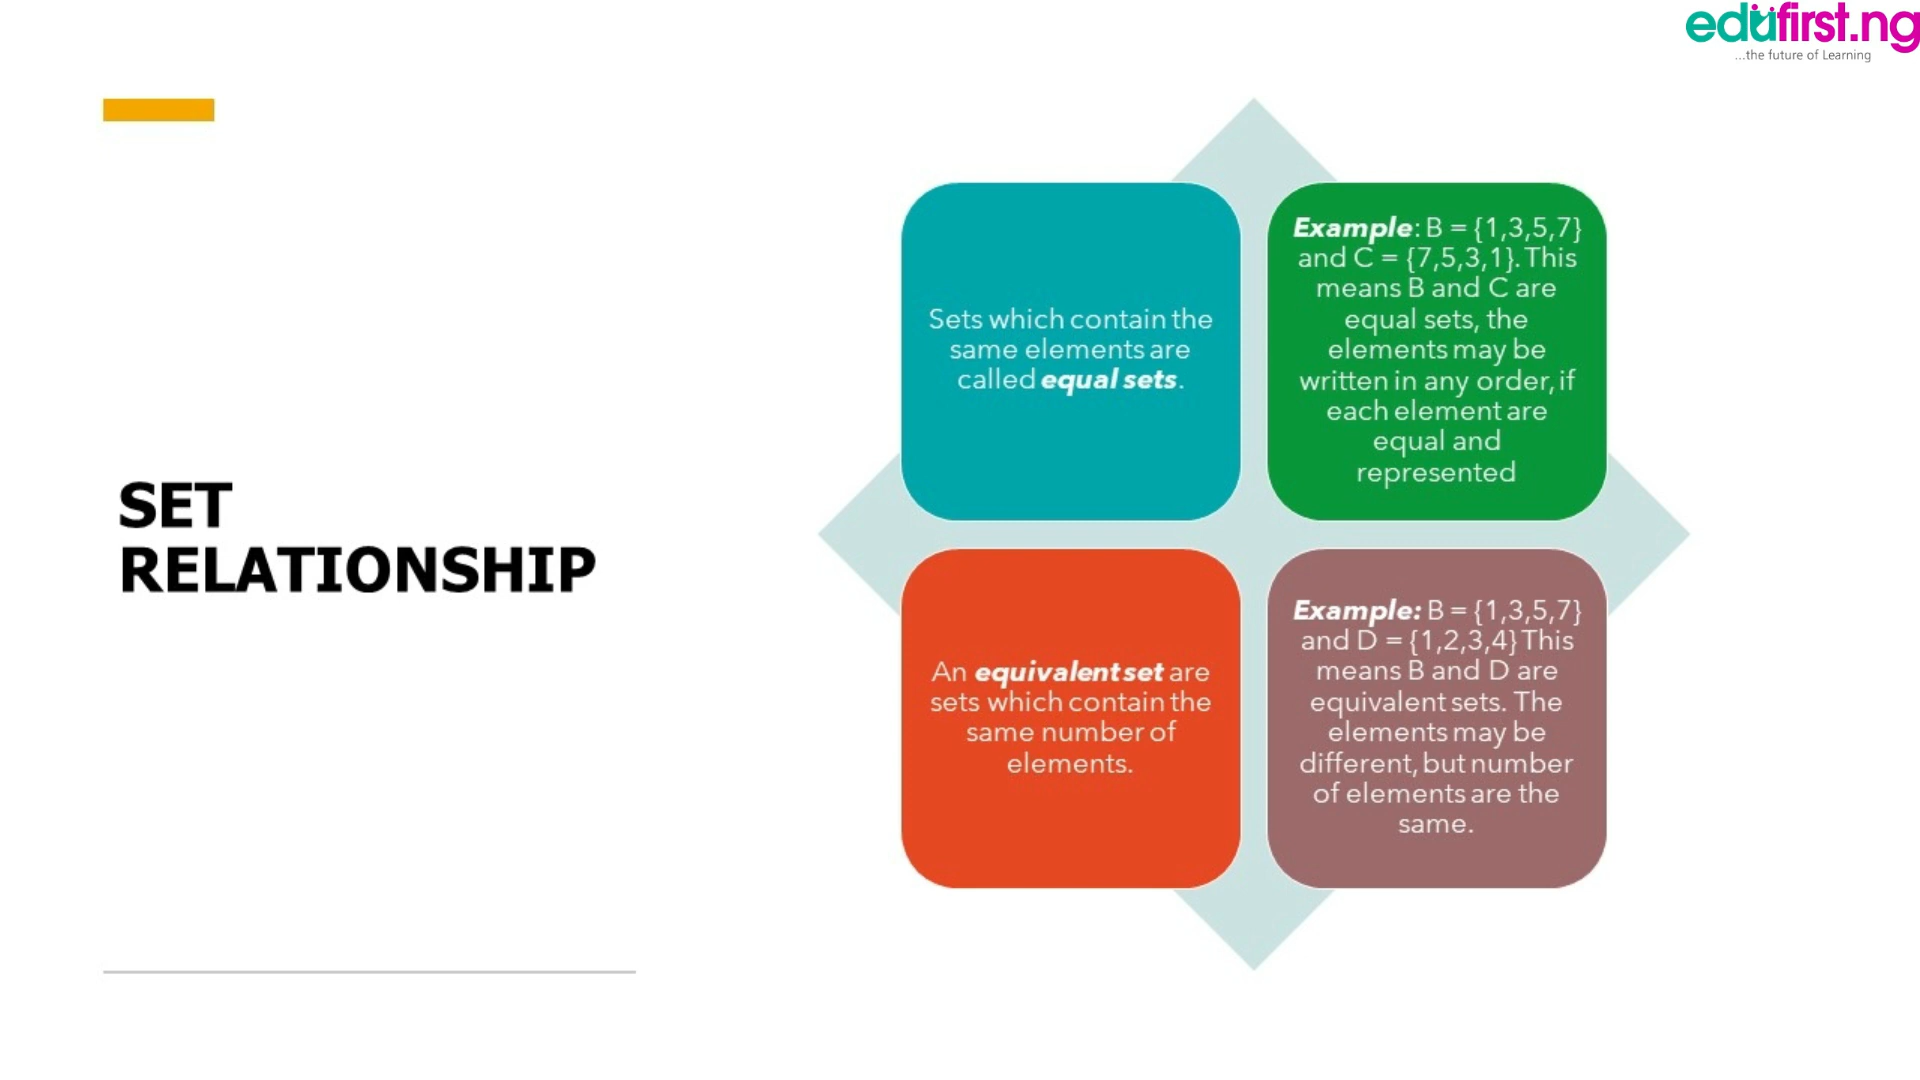 edufirst.ng
...the future of Learning
SET
RELATIONSHIP
Sets which contain the
same elements are
called equal sets.
Example: B = {1,3,5,7}
and C = {7,5,3,1}. This
means B and C are
equal sets, the
elements may be
written in any order, if
each element are
equal and
represented
An equivalent set are
sets which contain the
same number of
elements.
Example: B = {1,3,5,7}
and D = {1,2,3,4} This
means B and D are
equivalent sets. The
elements may be
different, but number
of elements are the
same.